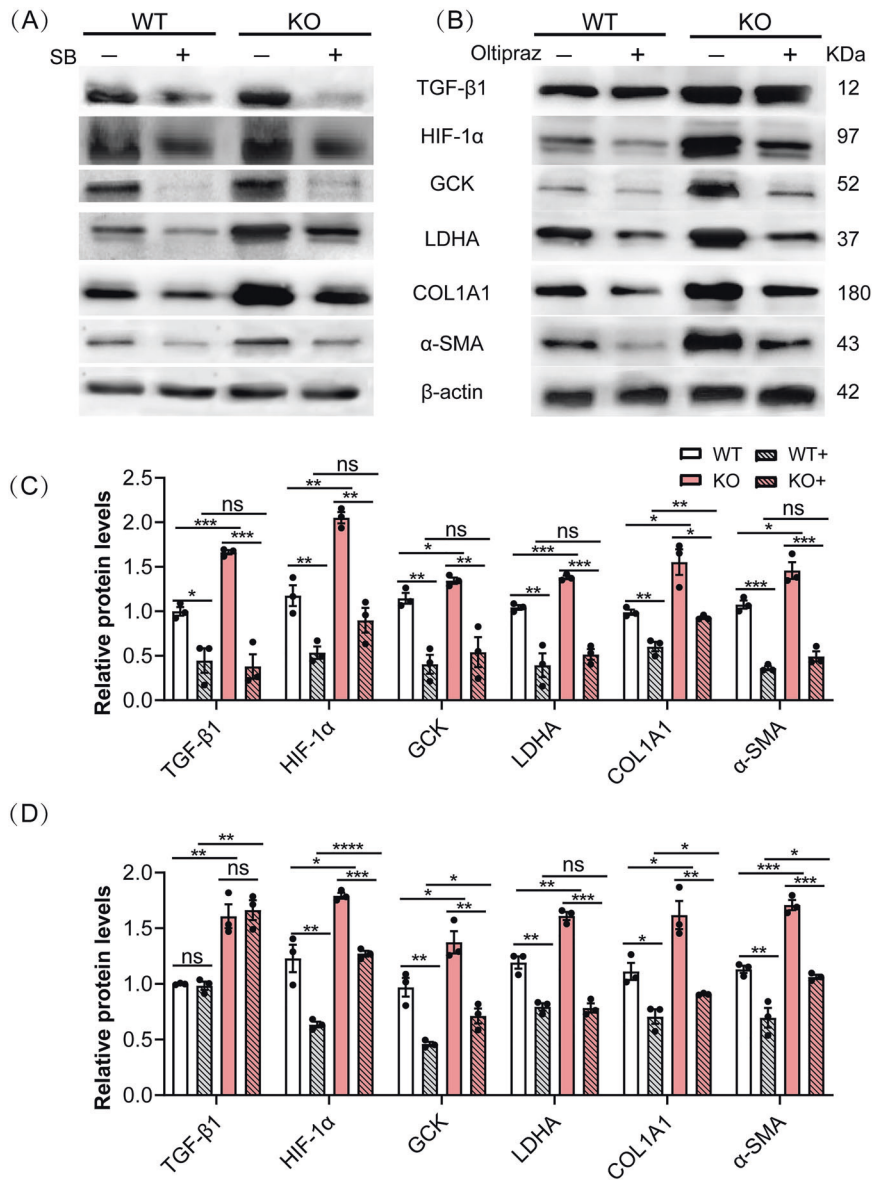 (A) WT KO
SB — + — +
(B) WT KO
Oltipraz — + — + KDa
TGF-β1 12
HIF-1α 97
GCK 52
LDHA 37
COL1A1 180
α-SMA 43
β-actin 42
(C)
WT WT+
KO KO+
Relative protein levels
2.5
2.0
1.5
1.0
0.5
0.0
* *** *** ns
** ** ** ns
** * ** ns
** *** *** ns
** * * **
*** * *** ns
TGF-β1 HIF-1α GCK LDHA COL1A1 α-SMA
(D)
Relative protein levels
2.0
1.5
1.0
0.5
0.0
ns ** ns **
** * *** ****
** * ** *
** ** *** ns
* * ** *
** *** *** *
TGF-β1 HIF-1α GCK LDHA COL1A1 α-SMA